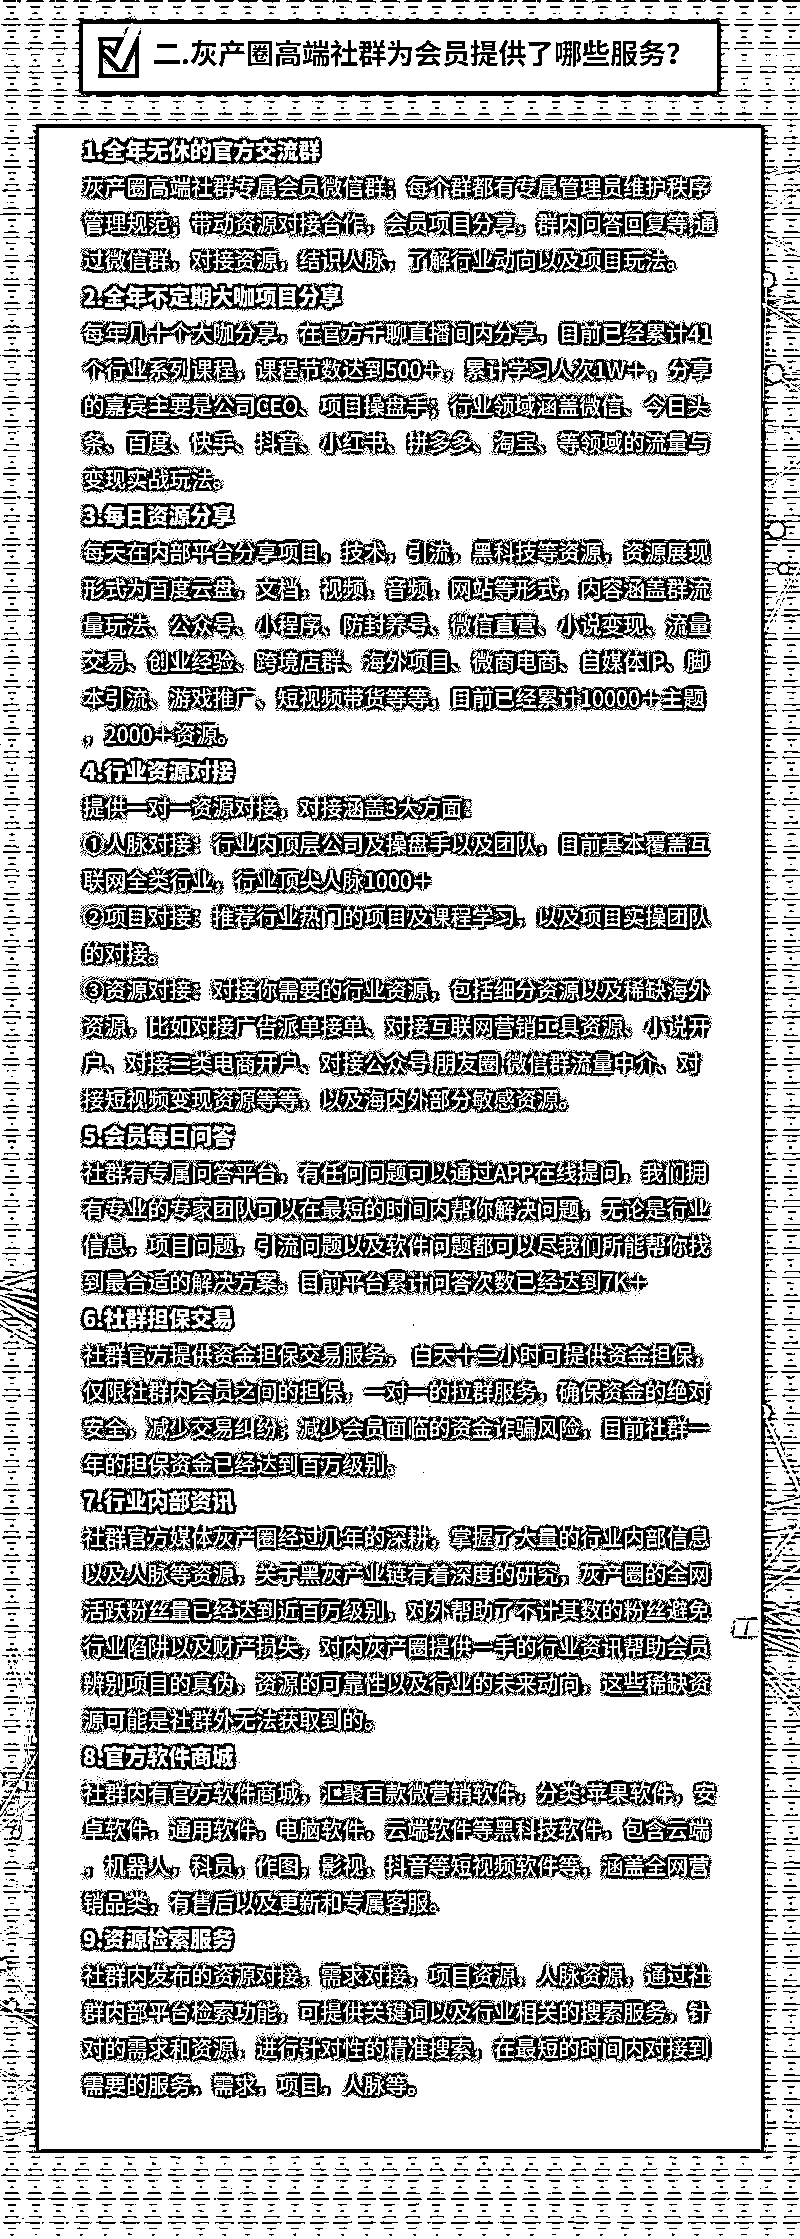 二.灰产圈高端社群为会员提供了哪些服务?
1.全年无休的官方交流群
灰产圈高端社群专属会员微信群；每个群都有专属管理员维护秩序
管理规范；带动资源对接合作，会员项目分享，群内问答回复等,通
过微信群，对接资源，结识人脉，了解行业动向以及项目玩法。
2.全年不定期大咖项目分享
每年几十个大咖分享，在官方千聊直播间内分享，目前已经累计41
个行业系列课程，课程节数达到500+，累计学习人次1W+，分享
的嘉宾主要是公司CEO、项目操盘手；行业领域涵盖微信、今日头
条、百度、快手、抖音、小红书、拼多多、淘宝、等领域的流量与
变现实战玩法。
3.每日资源分享
每天在内部平台分享项目，技术，引流，黑科技等资源，资源展现
形式为百度云盘，文档，视频，音频，网站等形式，内容涵盖群流
量玩法、公众号、小程序、防封养号、微信直营、小说变现、流量
交易、创业经验、跨境店群、海外项目、微商电商、自媒体IP、脚
本引流、游戏推广、短视频带货等等，目前已经累计10000+主题
，2000+资源。
4.行业资源对接
提供一对一资源对接，对接涵盖3大方面：
①人脉对接：行业内顶层公司及操盘手以及团队，目前基本覆盖互
联网全类行业，行业顶尖人脉1000+
②项目对接：推荐行业热门的项目及课程学习，以及项目实操团队
的对接。
③资源对接：对接你需要的行业资源，包括细分资源以及稀缺海外
资源，比如对接广告派单接单、对接互联网营销工具资源、小说开
户、对接二类电商开户、对接公众号朋友圈微信群流量中介、对
接短视频变现资源等等，以及海内外部分敏感资源。
5.会员每日问答
社群有专属问答平台，有任何问题可以通过APP在线提问，我们拥
有专业的专家团队可以在最短的时间内帮你解决问题，无论是行业
信息，项目问题，引流问题以及软件问题都可以尽我们所能帮你找
到最合适的解决方案。目前平台累计问答次数已经达到7K+
6.社群担保交易
社群官方提供资金担保交易服务， 白天十二小时可提供资金担保，
仅限社群内会员之间的担保，一对一的拉群服务，确保资金的绝对
安全，减少交易纠纷；减少会员面临的资金诈骗风险，目前社群一
年的担保资金已经达到百万级别。
7.行业内部资讯
社群官方媒体灰产圈经过几年的深耕，掌握了大量的行业内部信息
以及人脉等资源，关于黑灰产业链有着深度的研究，灰产圈的全网
活跃粉丝量已经达到近百万级别，对外帮助了不计其数的粉丝避免
行业陷阱以及财产损失，对内灰产圈提供一手的行业资讯帮助会员
辨别项目的真伪，资源的可靠性以及行业的未来动向，这些稀缺资
源可能是社群外无法获取到的。
8.官方软件商城
社群内有官方软件商城，汇聚百款微营销软件，分类:苹果软件，安
卓软件，通用软件，电脑软件，云端软件等黑科技软件，包含云端
，机器人，科员，作图，影视，抖音等短视频软件等，涵盖全网营
销品类，有售后以及更新和专属客服。
9.资源检索服务
社群内发布的资源对接，需求对接，项目资源，人脉资源，通过社
群内部平台检索功能，可提供关键词以及行业相关的搜索服务，针
对的需求和资源，进行针对性的精准搜索，在最短的时间内对接到
需要的服务，需求，项目，人脉等。